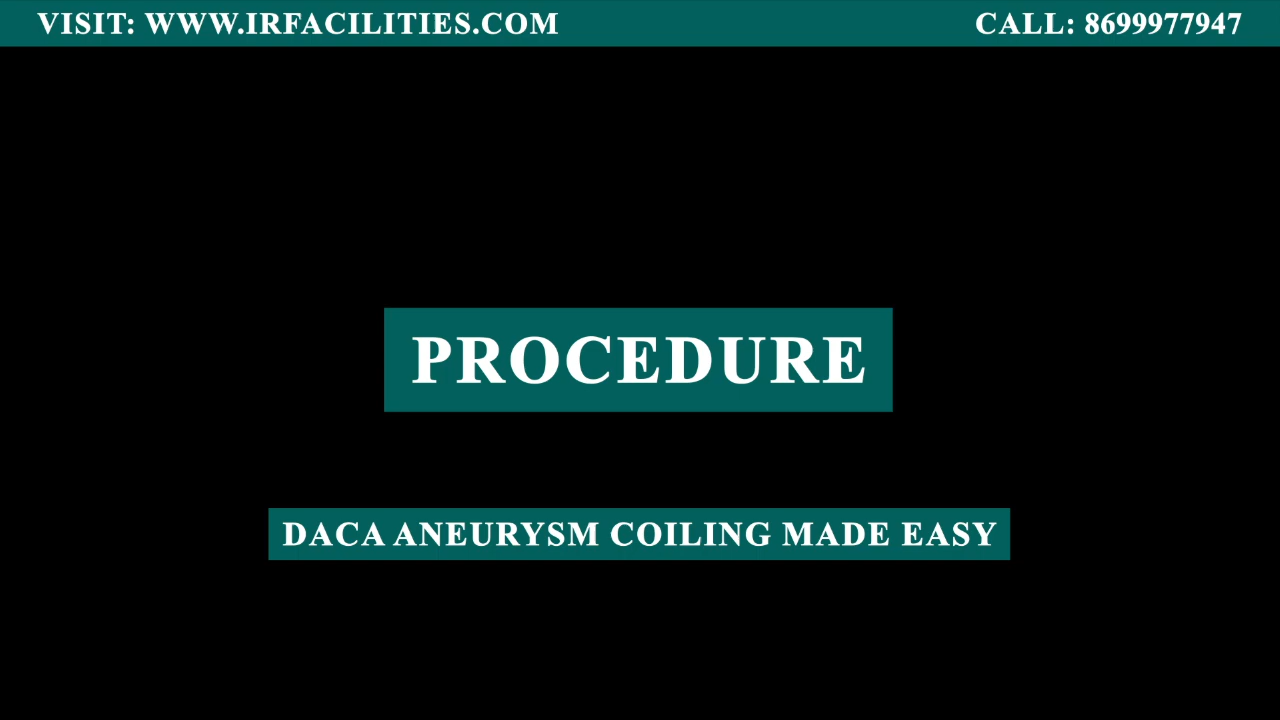 VISIT: WWW.IRFACILITIES.COM
CALL: 8699977947
PROCEDURE
DACA ANEURYSM COILING MADE EASY